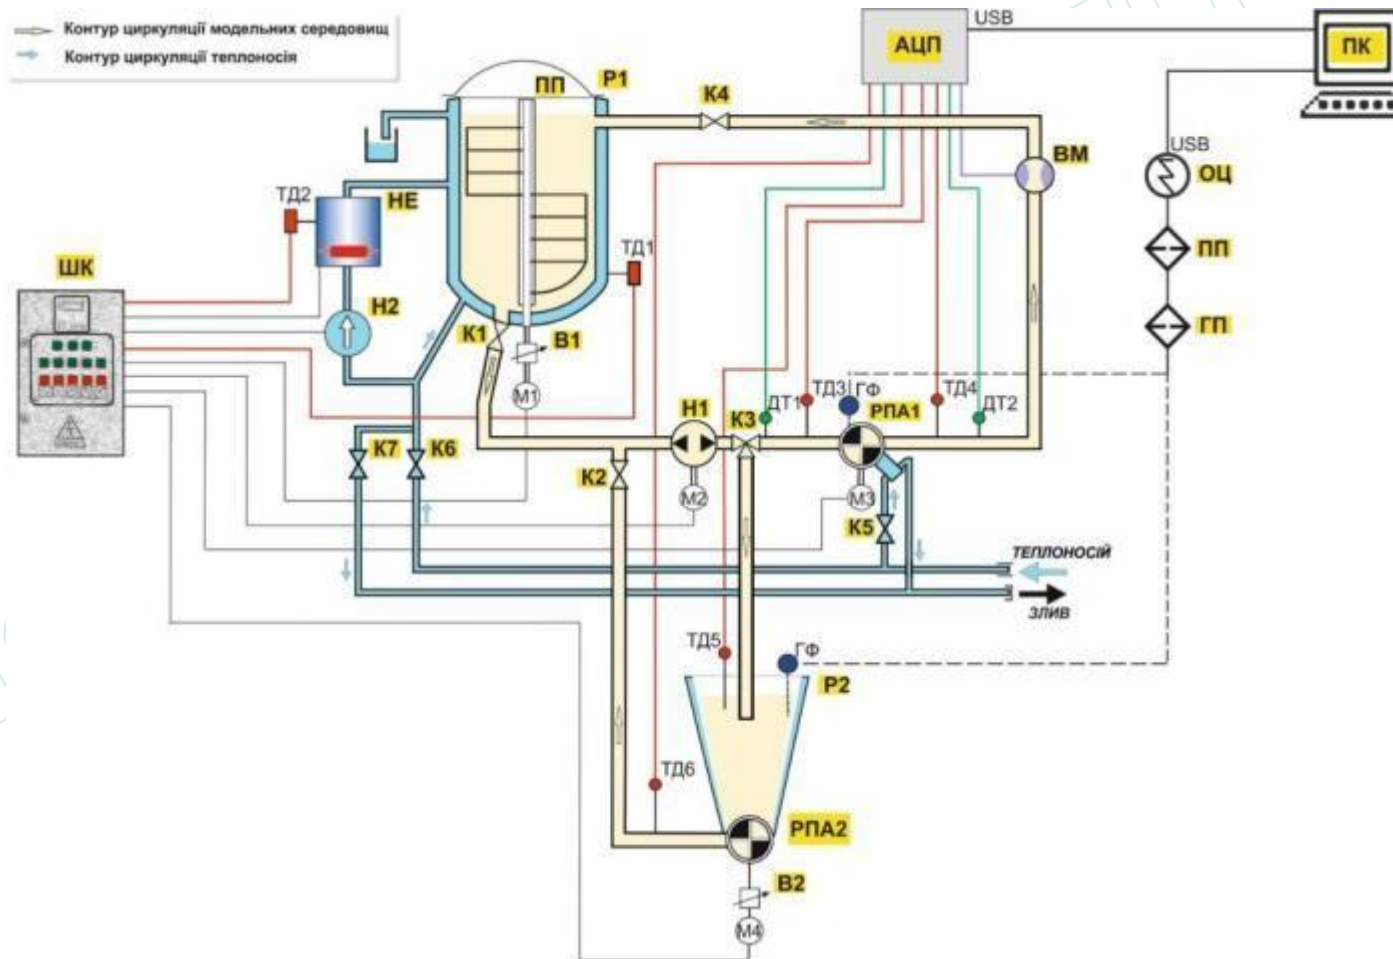 Контур циркуляції модельних середовищ
Контур циркуляції теплоносія
АЦП
USB
ПК
ПП
Р1
К4
ВМ
USB
ОЦ
ТД2
НЕ
ПП
ТД1
ШК
Н2
К1
В1
ГП
М1
ДТ1
ТД3
ГФ
РПА1
ТД4
ДТ2
Н1
К3
К7
К6
К2
М2
М3
К5
ТЕПЛОНОСІЙ
ЗЛИВ
ТД5
ГФ
Р2
ТД6
РПА2
В2
М4